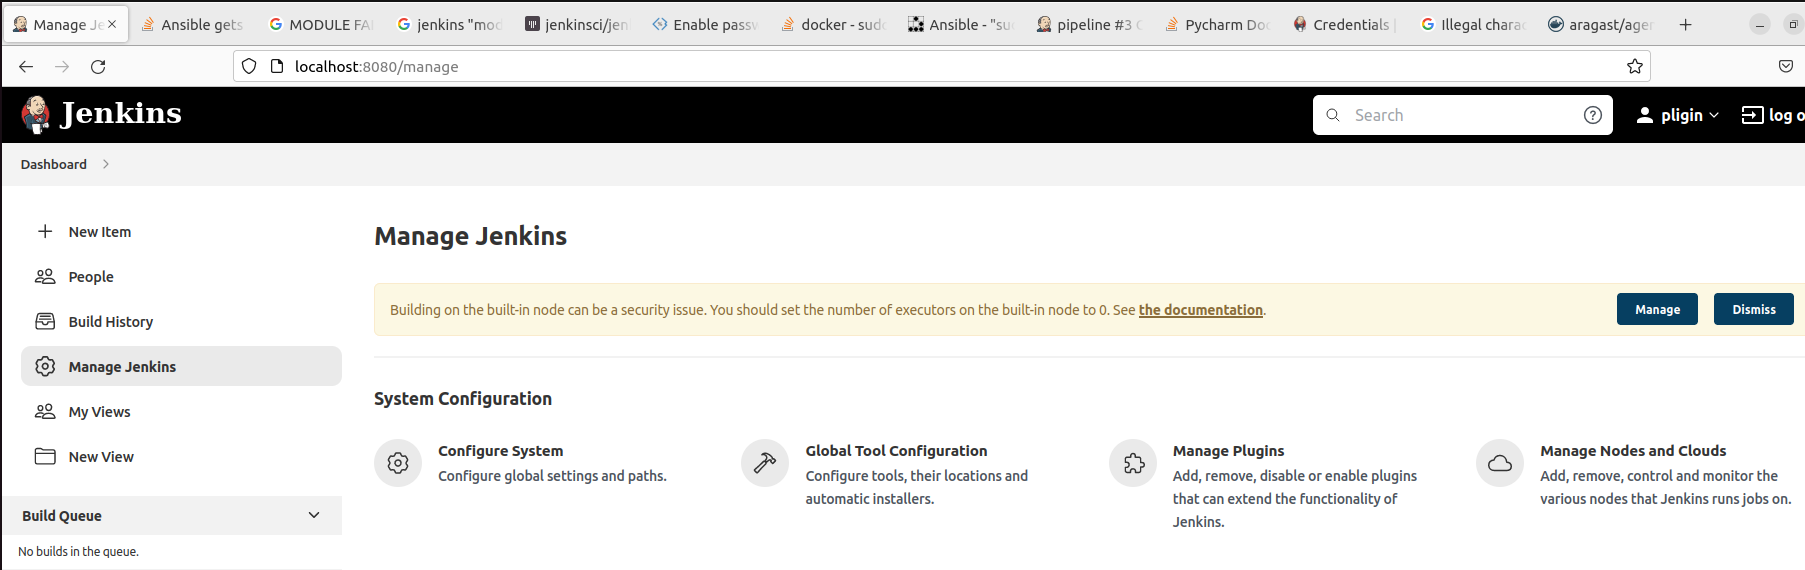 Manage Je
Ansible gets
MODULE FA
jenkins "mod
jenkinsci/jen
Enable passw
docker - sudo
Ansible - "su
pipeline #3 C
Pycharm Doc
Credentials |
Illegal charac
aragast/agen
localhost:8080/manage
Jenkins
Search
pligin
log o
Dashboard
New Item
People
Build History
Manage Jenkins
My Views
New View
Build Queue
No builds in the queue.
Manage Jenkins
Building on the built-in node can be a security issue. You should set the number of executors on the built-in node to 0. See the documentation.
Manage
Dismiss
System Configuration
Configure System
Configure global settings and paths.
Global Tool Configuration
Configure tools, their locations and
automatic installers.
Manage Plugins
Add, remove, disable or enable plugins
that can extend the functionality of
Jenkins.
Manage Nodes and Clouds
Add, remove, control and monitor the
various nodes that Jenkins runs jobs on.